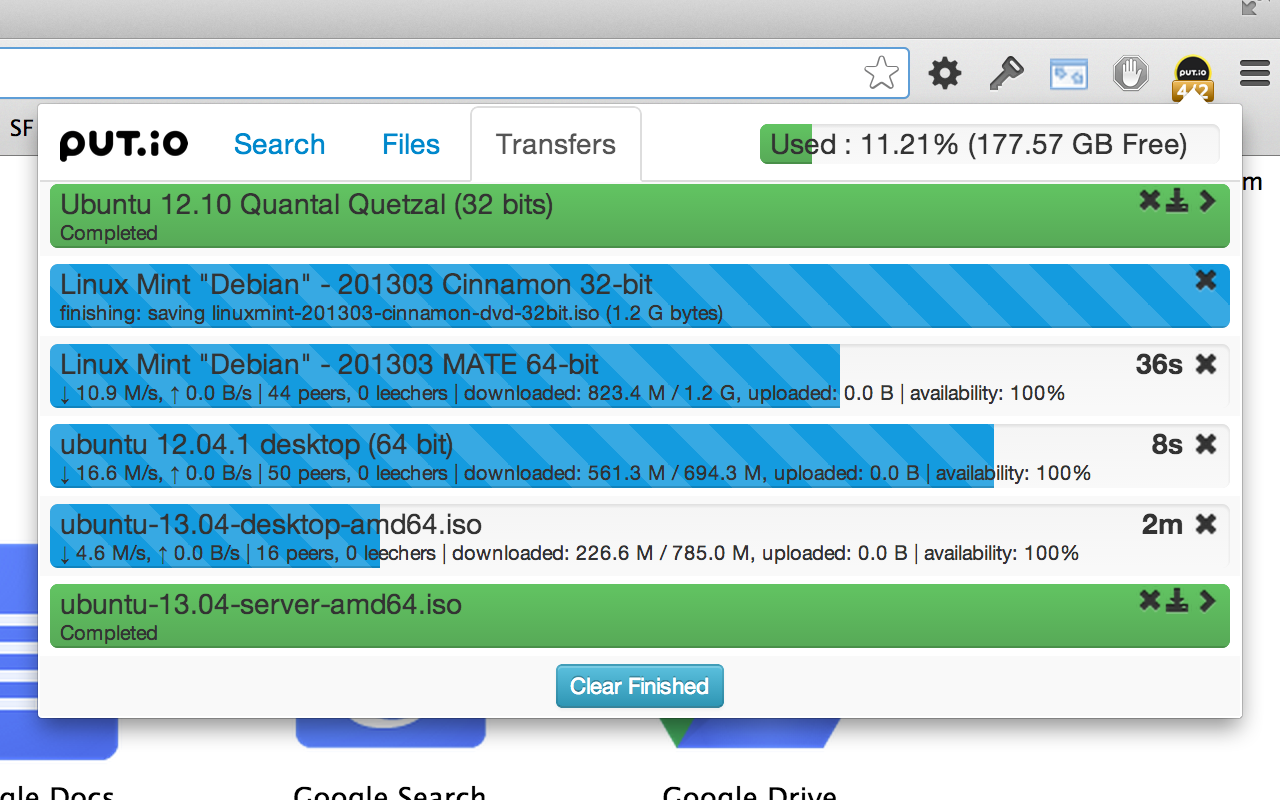 PUT.iO
4/2
SF
PUT.iO Search Files Transfers Used : 11.21% (177.57 GB Free)
m
Ubuntu 12.10 Quantal Quetzal (32 bits)
Completed
Linux Mint "Debian" - 201303 Cinnamon 32-bit
finishing: saving linuxmint-201303-cinnamon-dvd-32bit.iso (1.2 G bytes)
Linux Mint "Debian" - 201303 MATE 64-bit 36s
↓ 10.9 M/s, ↑ 0.0 B/s | 44 peers, 0 leechers | downloaded: 823.4 M / 1.2 G, uploaded: 0.0 B | availability: 100%
ubuntu 12.04.1 desktop (64 bit) 8s
↓ 16.6 M/s, ↑ 0.0 B/s | 50 peers, 0 leechers | downloaded: 561.3 M / 694.3 M, uploaded: 0.0 B | availability: 100%
ubuntu-13.04-desktop-amd64.iso 2m
↓ 4.6 M/s, ↑ 0.0 B/s | 16 peers, 0 leechers | downloaded: 226.6 M / 785.0 M, uploaded: 0.0 B | availability: 100%
ubuntu-13.04-server-amd64.iso
Completed
Clear Finished
gle Docs Google Search Google Drive